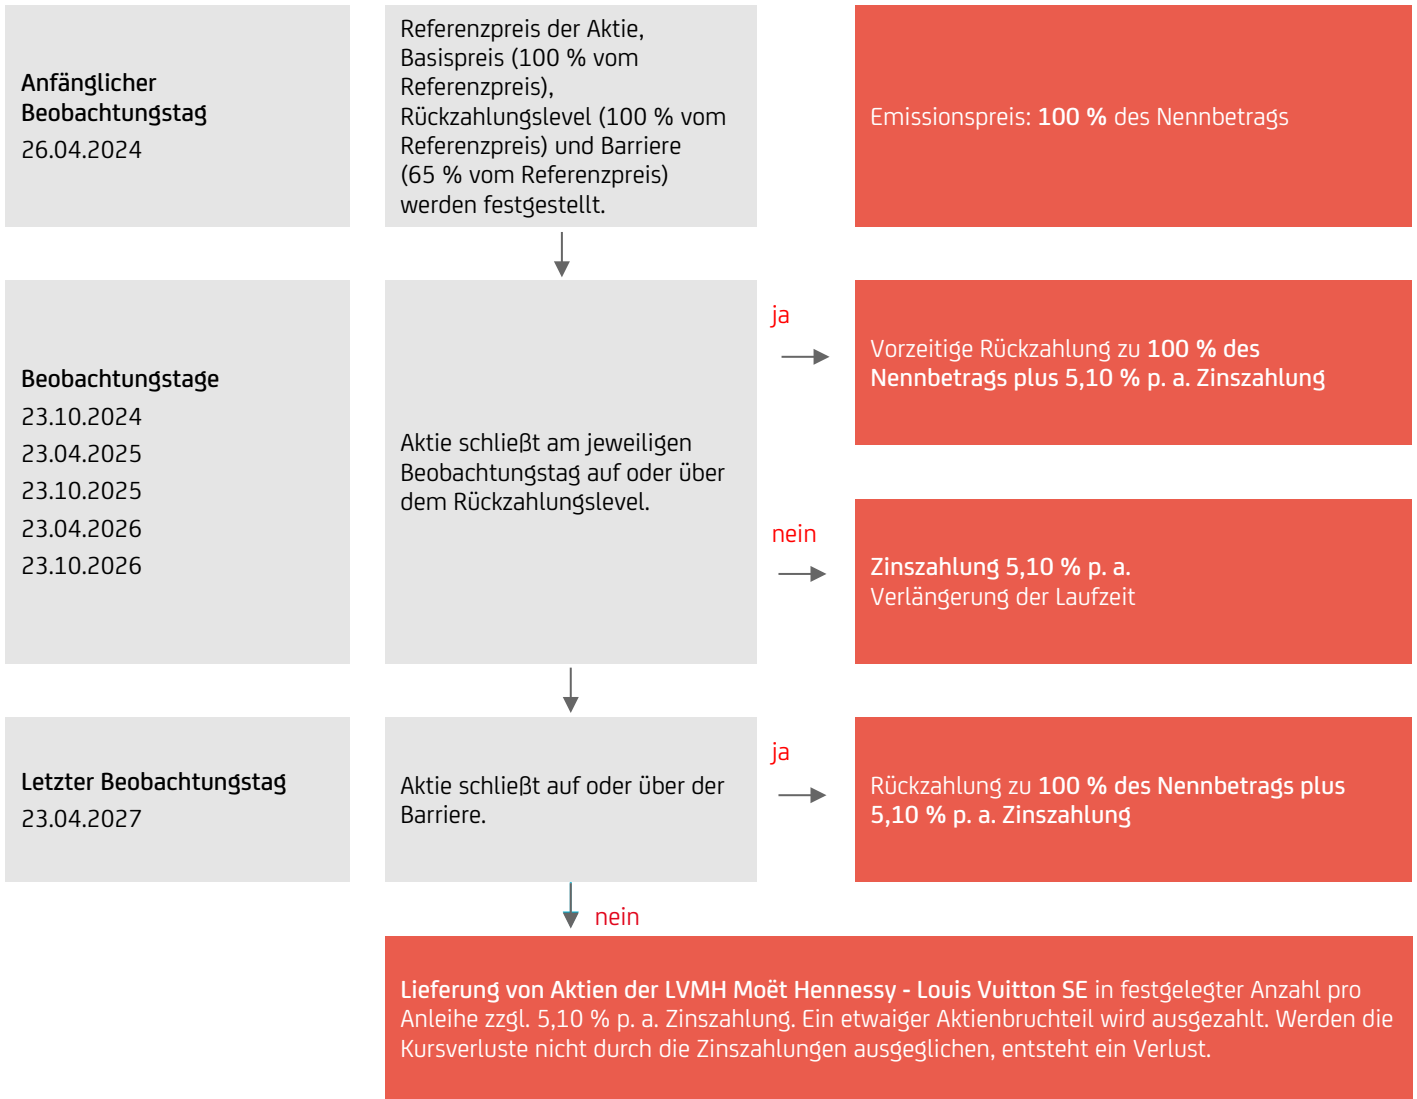 Anfänglicher
Beobachtungstag
26.04.2024
Referenzpreis der Aktie,
Basispreis (100 % vom
Referenzpreis),
Rückzahlungslevel (100 % vom
Referenzpreis) und Barriere
(65 % vom Referenzpreis)
werden festgestellt.
Emissionspreis: 100 % des Nennbetrags
Beobachtungstage
23.10.2024
23.04.2025
23.10.2025
23.04.2026
23.10.2026
Aktie schließt am jeweiligen
Beobachtungstag auf oder über
dem Rückzahlungslevel.
ja
Vorzeitige Rückzahlung zu 100 % des
Nennbetrags plus 5,10 % p. a. Zinszahlung
nein
Zinszahlung 5,10 % p. a.
Verlängerung der Laufzeit
Letzter Beobachtungstag
23.04.2027
Aktie schließt auf oder über der
Barriere.
ja
Rückzahlung zu 100 % des Nennbetrags plus
5,10 % p. a. Zinszahlung
nein
Lieferung von Aktien der LVMH Moët Hennessy - Louis Vuitton SE in festgelegter Anzahl pro
Anleihe zzgl. 5,10 % p. a. Zinszahlung. Ein etwaiger Aktienbruchteil wird ausgezahlt. Werden die
Kursverluste nicht durch die Zinszahlungen ausgeglichen, entsteht ein Verlust.